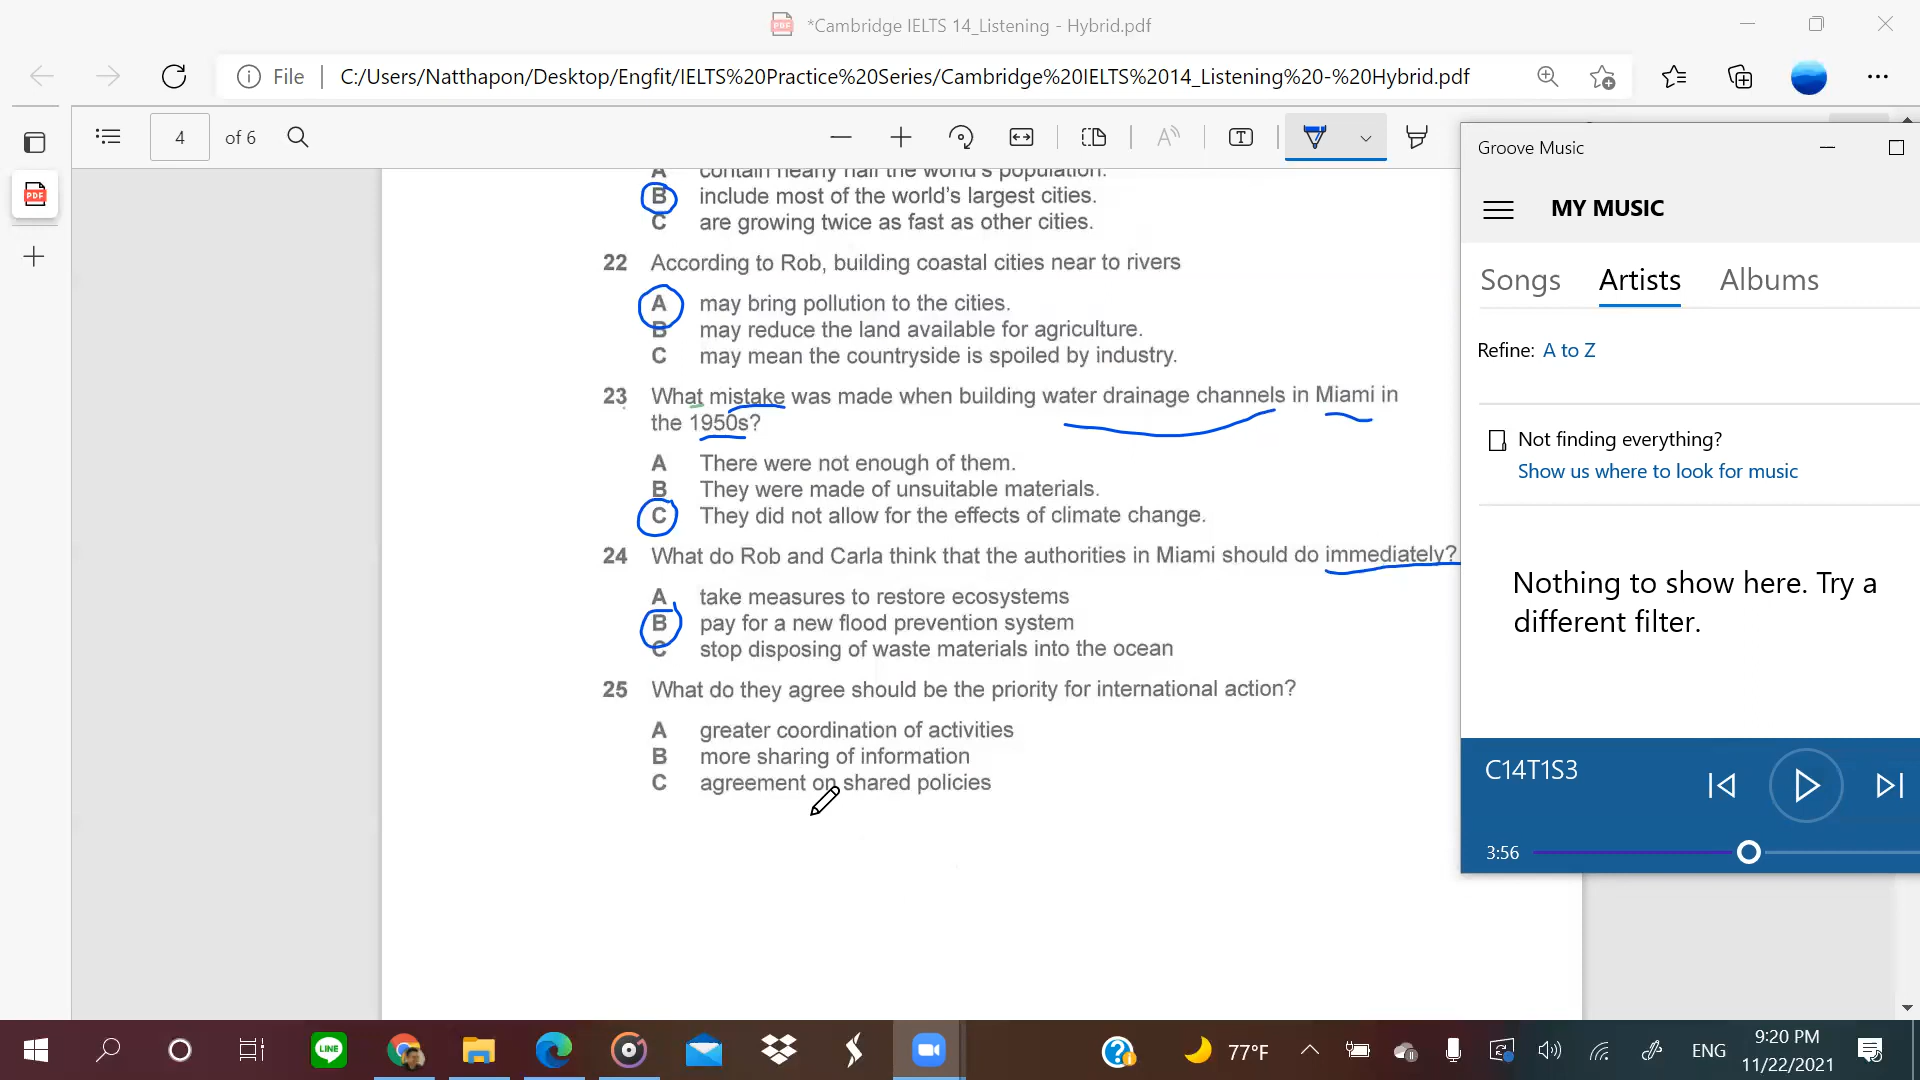 *Cambridge IELTS 14_Listening - Hybrid.pdf
File
C:/Users/Natthapon/Desktop/Engfit/IELTS%20Practice%20Series/Cambridge%20IELTS%2014_Listening%20-%20Hybrid.pdf
4 of 6
A contain nearly half the world's population.
B include most of the world's largest cities.
C are growing twice as fast as other cities.
22 According to Rob, building coastal cities near to rivers
A may bring pollution to the cities.
B may reduce the land available for agriculture.
C may mean the countryside is spoiled by industry.
23 What mistake was made when building water drainage channels in Miami in
the 1950s?
A There were not enough of them.
B They were made of unsuitable materials.
C They did not allow for the effects of climate change.
24 What do Rob and Carla think that the authorities in Miami should do immediately?
A take measures to restore ecosystems
B pay for a new flood prevention system
C stop disposing of waste materials into the ocean
25 What do they agree should be the priority for international action?
A greater coordination of activities
B more sharing of information
C agreement on shared policies
Groove Music
MY MUSIC
Songs Artists Albums
Refine: A to Z
Not finding everything?
Show us where to look for music
Nothing to show here. Try a
different filter.
C14T1S3
3:56
LINE
77°F
ENG
9:20 PM
11/22/2021